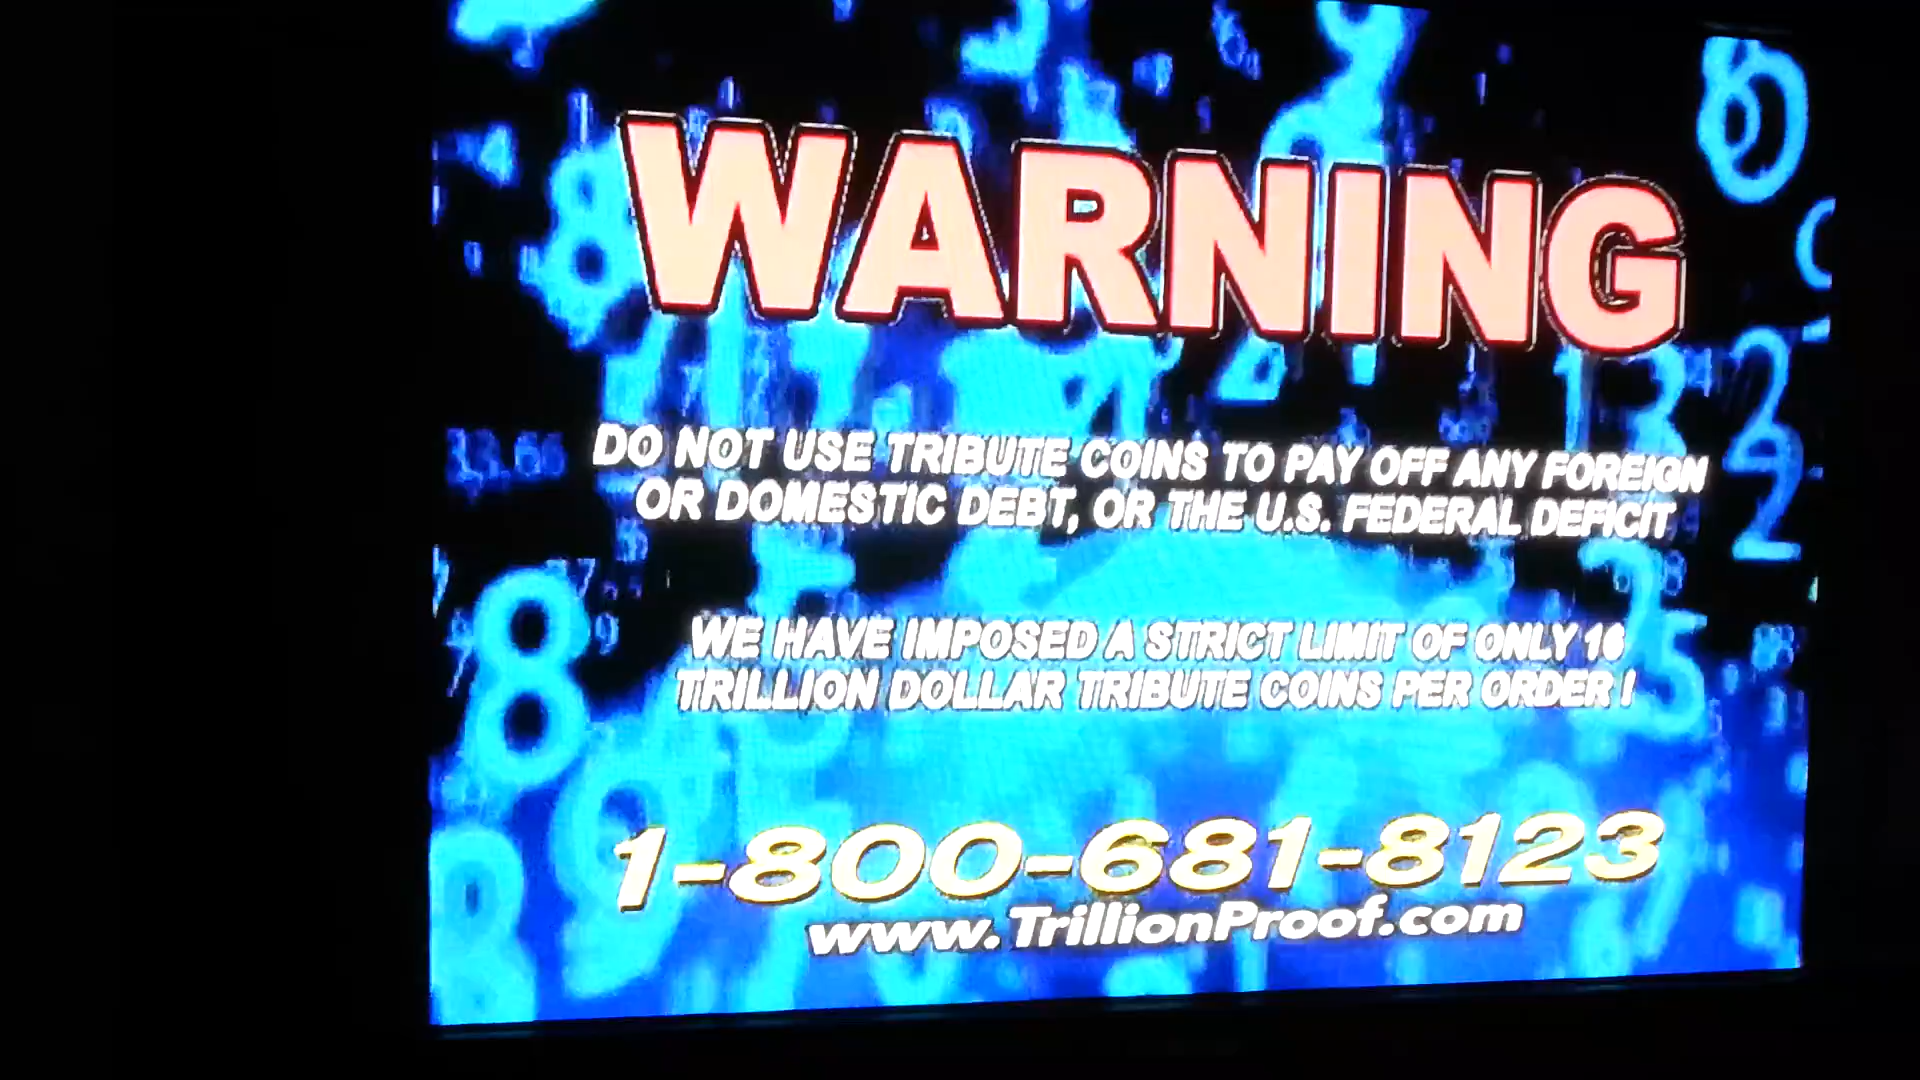 WARNING
DO NOT USE TRIBUTE COINS TO PAY OFF ANY FOREIGN
OR DOMESTIC DEBT, OR THE U.S. FEDERAL DEFICIT
WE HAVE IMPOSED A STRICT LIMIT OF ONLY 16
TRILLION DOLLAR TRIBUTE COINS PER ORDER !
1-800-681-8123
www.TrillionProof.com